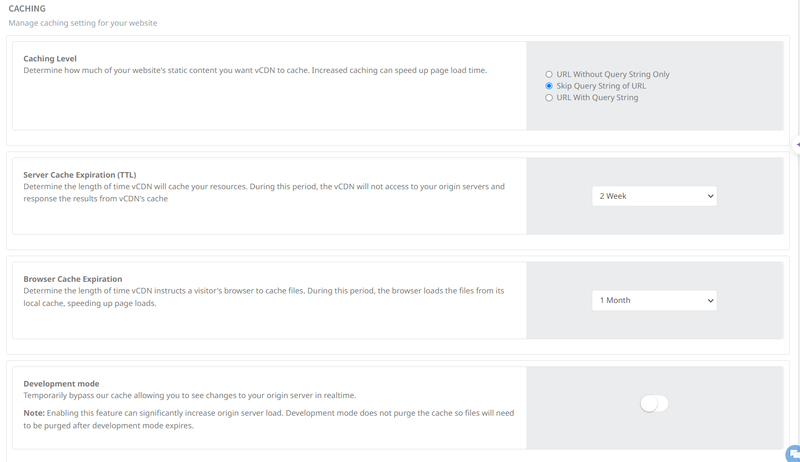 CACHING
Manage caching setting for your website
Caching Level
Determine how much of your website's static content you want vCDN to cache. Increased caching can speed up page load time.
URL Without Query String Only
Skip Query String of URL
URL With Query String
Server Cache Expiration (TTL)
Determine the length of time vCDN will cache your resources. During this period, the vCDN will not access to your origin servers and
response the results from vCDN's cache
2 Week
Browser Cache Expiration
Determine the length of time vCDN instructs a visitor's browser to cache files. During this period, the browser loads the files from its
local cache, speeding up page loads.
1 Month
Development mode
Temporarily bypass our cache allowing you to see changes to your origin server in realtime.
Note: Enabling this feature can significantly increase origin server load. Development mode does not purge the cache so files will need
to be purged after development mode expires.